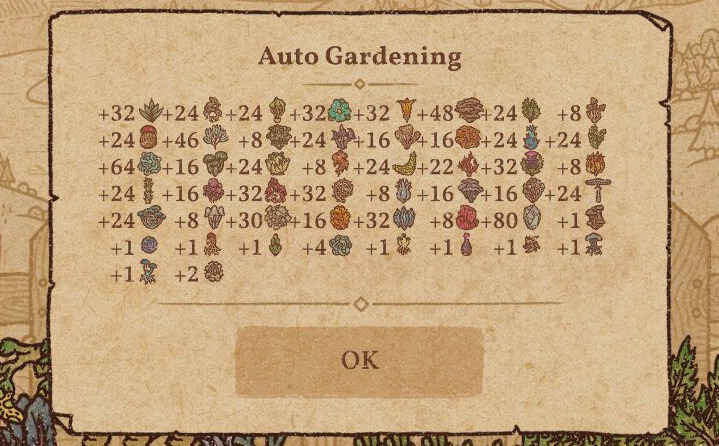 Auto Gardening
+32 +24 +24 +32 +32 +48 +24 +8
+24 +46 +8 +24 +16 +16 +24 +24
+64 +16 +24 +8 +24 +22 +32 +8
+24 +16 +32 +32 +8 +16 +16 +24
+24 +8 +30 +16 +32 +8 +80 +1
+1 +1 +1 +4 +1 +1 +1 +1
+1 +2
OK